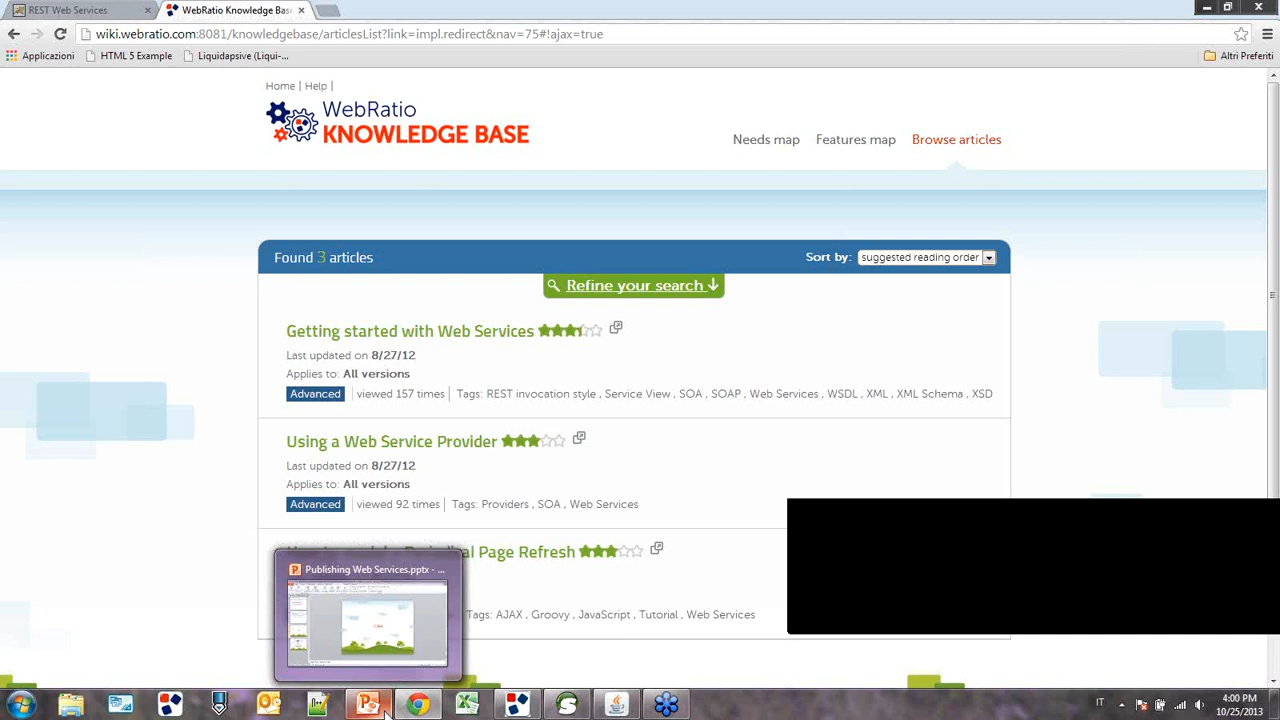 REST Web Services
WebRatio Knowledge Bas
wiki.webratio.com:8081/knowledgebase/articlesList?link=impl.redirect&nav=75#!ajax=true
Applicazioni HTML 5 Example Liquidapsive (Liqui-... Altri Preferiti
Home | Help |
WebRatio
KNOWLEDGE BASE
Needs map Features map Browse articles
Found 3 articles Sort by: suggested reading order
Refine your search
Getting started with Web Services
Last updated on 8/27/12
Applies to: All versions
Advanced viewed 157 times Tags: REST invocation style , Service View , SOA , SOAP , Web Services , WSDL , XML , XML Schema , XSD
Using a Web Service Provider
Last updated on 8/27/12
Applies to: All versions
Advanced viewed 92 times Tags: Providers , SOA , Web Services
Page Refresh
Publishing Web Services.pptx - ...
Tags: AJAX , Groovy , JavaScript , Tutorial , Web Services
IT 4:00 PM
10/25/2013